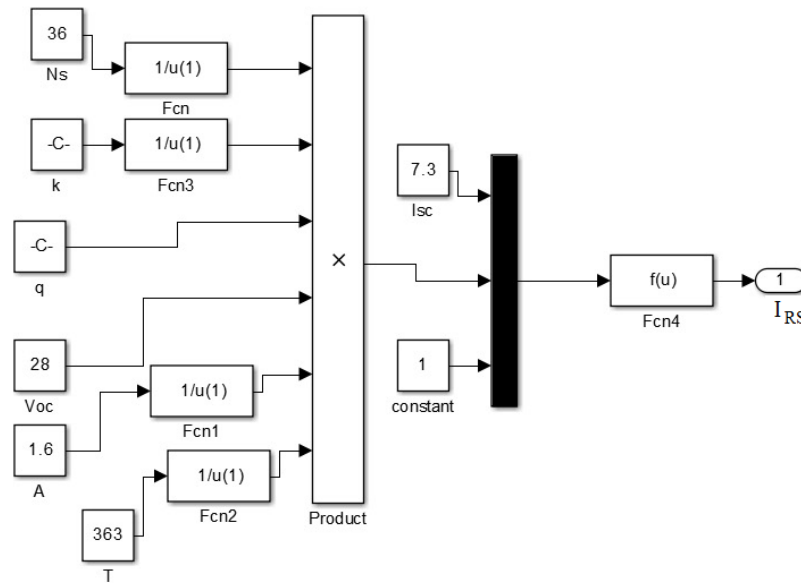 36
Ns
1/u(1)
Fcn
-C-
k
1/u(1)
Fcn3
-C-
q
28
Voc
1/u(1)
Fcn1
1.6
A
1/u(1)
Fcn2
363
T
×
Product
7.3
Isc
1
constant
f(u)
Fcn4
1
I RS